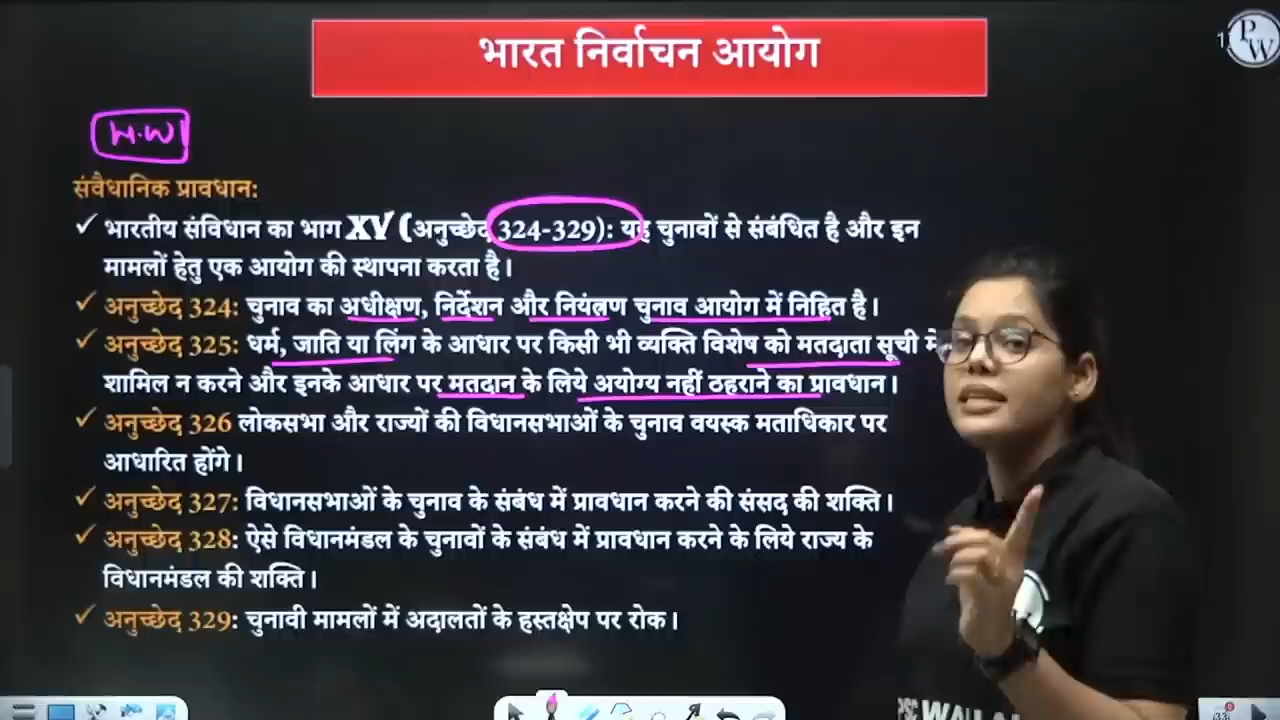 भारत निर्वाचन आयोग
PW
H.W
संवैधानिक प्रावधान:
✓ भारतीय संविधान का भाग XV (अनुच्छेद 324-329): यह चुनावों से संबंधित है और इन
मामलों हेतु एक आयोग की स्थापना करता है।
✓ अनुच्छेद 324: चुनाव का अधीक्षण, निर्देशन और नियंत्रण चुनाव आयोग में निहित है।
✓ अनुच्छेद 325: धर्म, जाति या लिंग के आधार पर किसी भी व्यक्ति विशेष को मतदाता सूची में
शामिल न करने और इनके आधार पर मतदान के लिये अयोग्य नहीं ठहराने का प्रावधान।
✓ अनुच्छेद 326 लोकसभा और राज्यों की विधानसभाओं के चुनाव वयस्क मताधिकार पर
आधारित होंगे।
✓ अनुच्छेद 327: विधानसभाओं के चुनाव के संबंध में प्रावधान करने की संसद की शक्ति।
✓ अनुच्छेद 328: ऐसे विधानमंडल के चुनावों के संबंध में प्रावधान करने के लिये राज्य के
विधानमंडल की शक्ति।
✓ अनुच्छेद 329: चुनावी मामलों में अदालतों के हस्तक्षेप पर रोक।